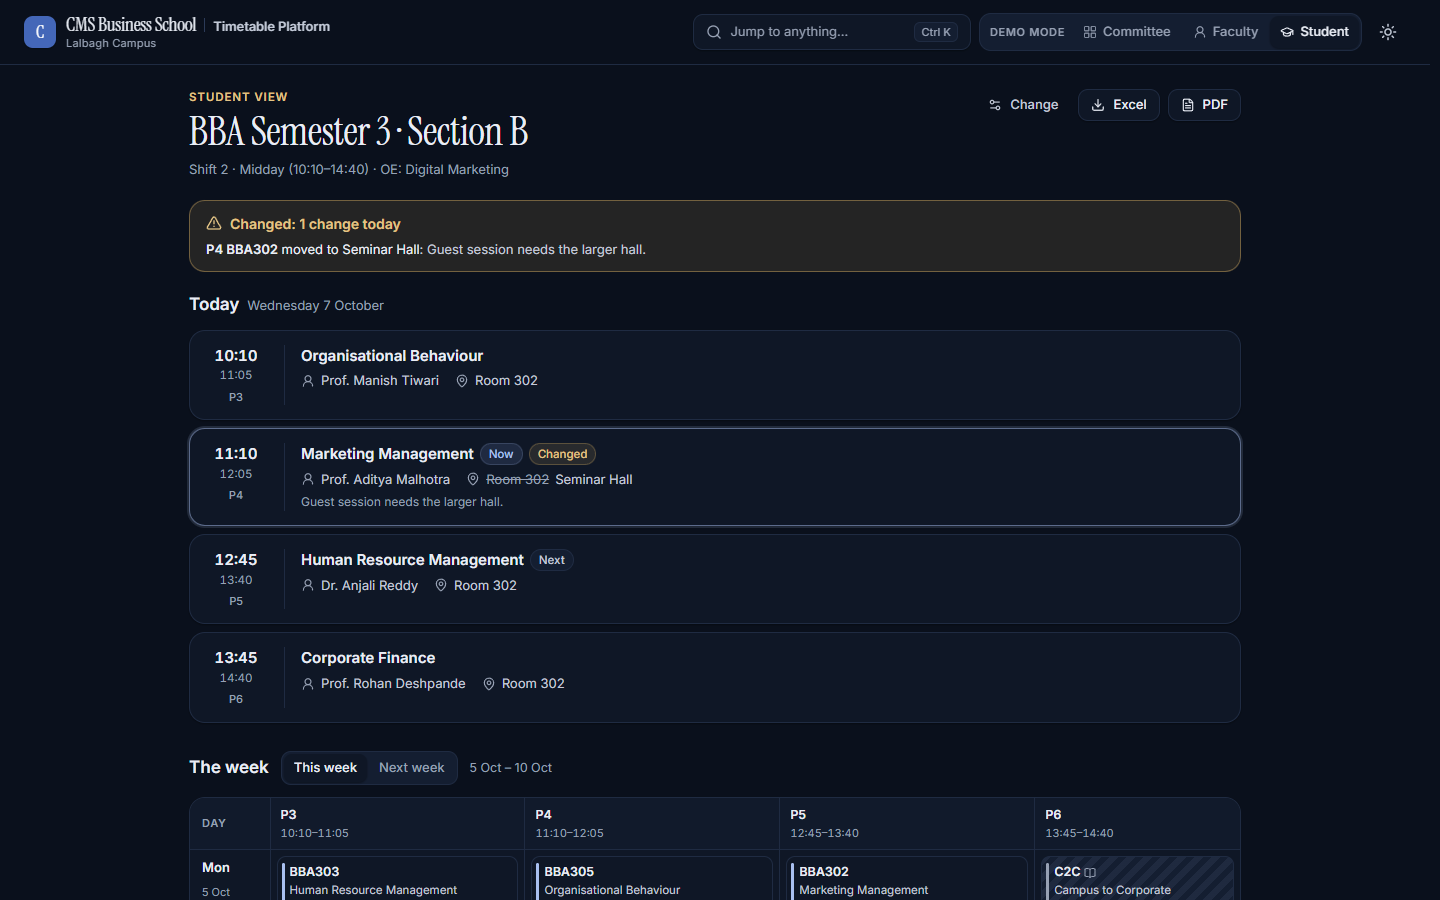 C
CMS Business School
Lalbagh Campus
Timetable Platform
Jump to anything...
Ctrl K
DEMO MODE
Committee
Faculty
Student
STUDENT VIEW
BBA Semester 3 · Section B
Shift 2 · Midday (10:10–14:40) · OE: Digital Marketing
Change
Excel
PDF
Changed: 1 change today
P4 BBA302 moved to Seminar Hall: Guest session needs the larger hall.
Today Wednesday 7 October
10:10
11:05
P3
Organisational Behaviour
Prof. Manish Tiwari Room 302
11:10
12:05
P4
Marketing Management Now Changed
Prof. Aditya Malhotra Room 302 Seminar Hall
Guest session needs the larger hall.
12:45
13:40
P5
Human Resource Management Next
Dr. Anjali Reddy Room 302
13:45
14:40
P6
Corporate Finance
Prof. Rohan Deshpande Room 302
The week This week Next week 5 Oct – 10 Oct
DAY
P3
10:10–11:05
P4
11:10–12:05
P5
12:45–13:40
P6
13:45–14:40
Mon
5 Oct
BBA303
Human Resource Management
BBA305
Organisational Behaviour
BBA302
Marketing Management
C2C
Campus to Corporate